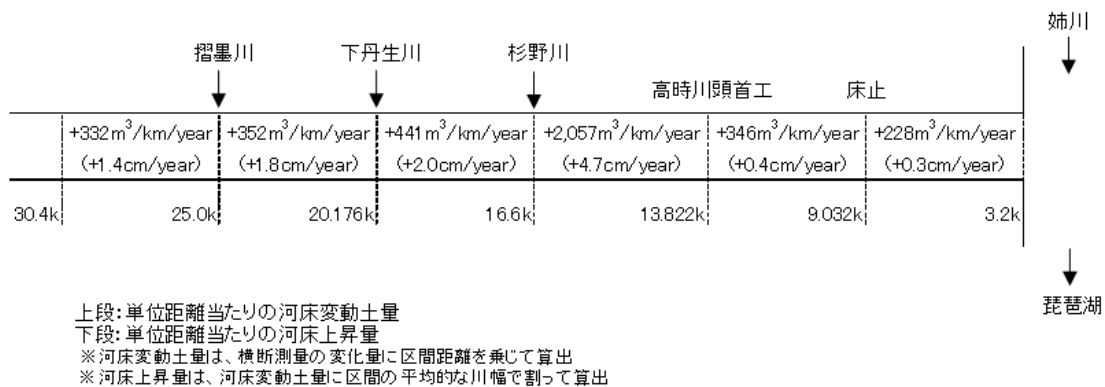 姉川
摺墨川 下丹生川 杉野川
高時川頭首工 床止
+332m³/km/year +352m³/km/year +441m³/km/year +2,057m³/km/year +346m³/km/year +228m³/km/year
(+1.4cm/year) (+1.8cm/year) (+2.0cm/year) (+4.7cm/year) (+0.4cm/year) (+0.3cm/year)
30.4k 25.0k 20.176k 16.6k 13.822k 9.032k 3.2k
琵琶湖
上段:単位距離当たりの河床変動土量
下段:単位距離当たりの河床上昇量
※河床変動土量は、横断測量の変化量に区間距離を乗じて算出
※河床上昇量は、河床変動土量に区間の平均的な川幅で割って算出